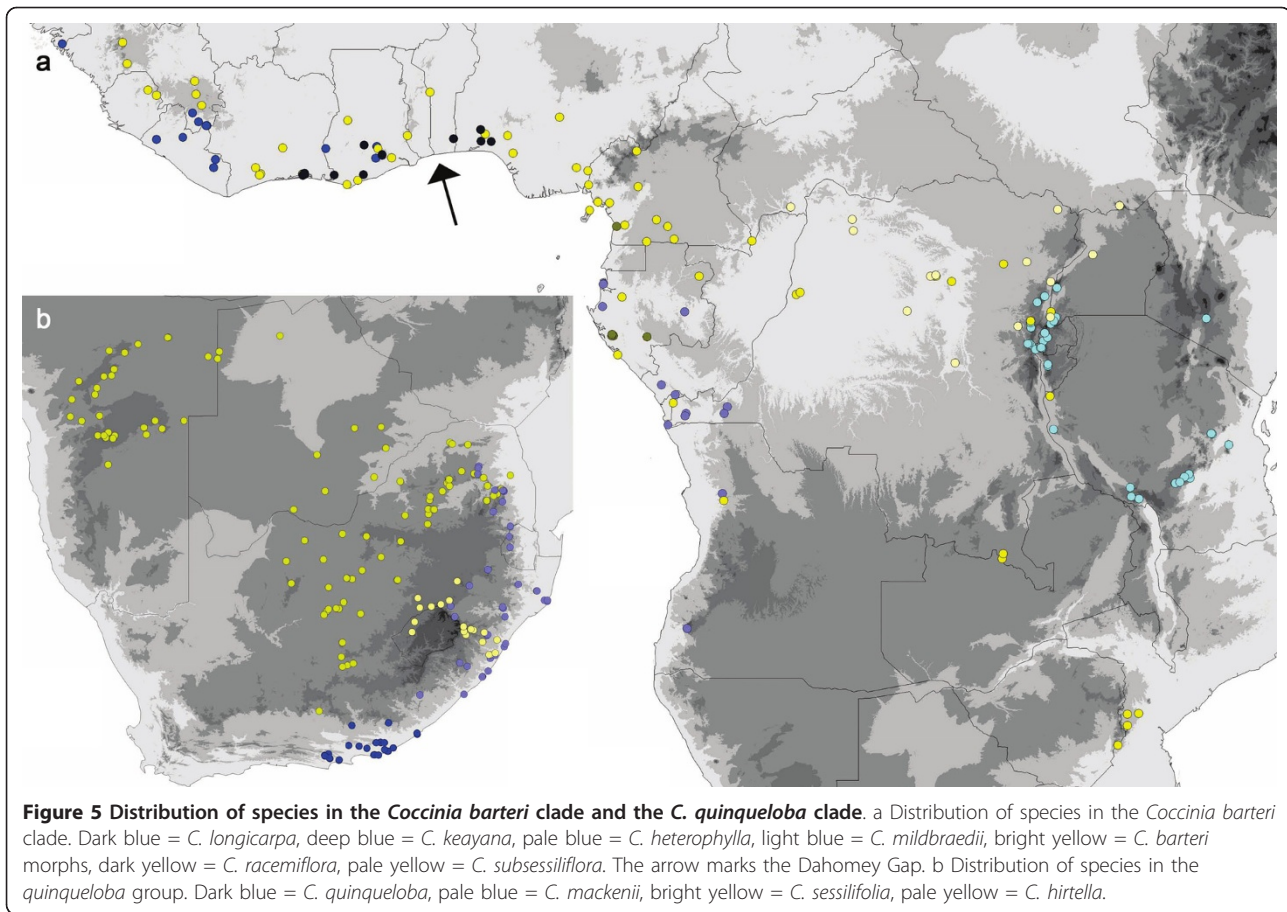 a
b
Figure 5 Distribution of species in the Coccinia barteri clade and the C. quinqueloba clade. a Distribution of species in the Coccinia barteri
clade. Dark blue = C. longicarpa, deep blue = C. keayana, pale blue = C. heterophylla, light blue = C. mildbraedii, bright yellow = C. barteri
morphs, dark yellow = C. racemiflora, pale yellow = C. subsessiliflora. The arrow marks the Dahomey Gap. b Distribution of species in the
quinqueloba group. Dark blue = C. quinqueloba, pale blue = C. mackenii, bright yellow = C. sessilifolia, pale yellow = C. hirtella.